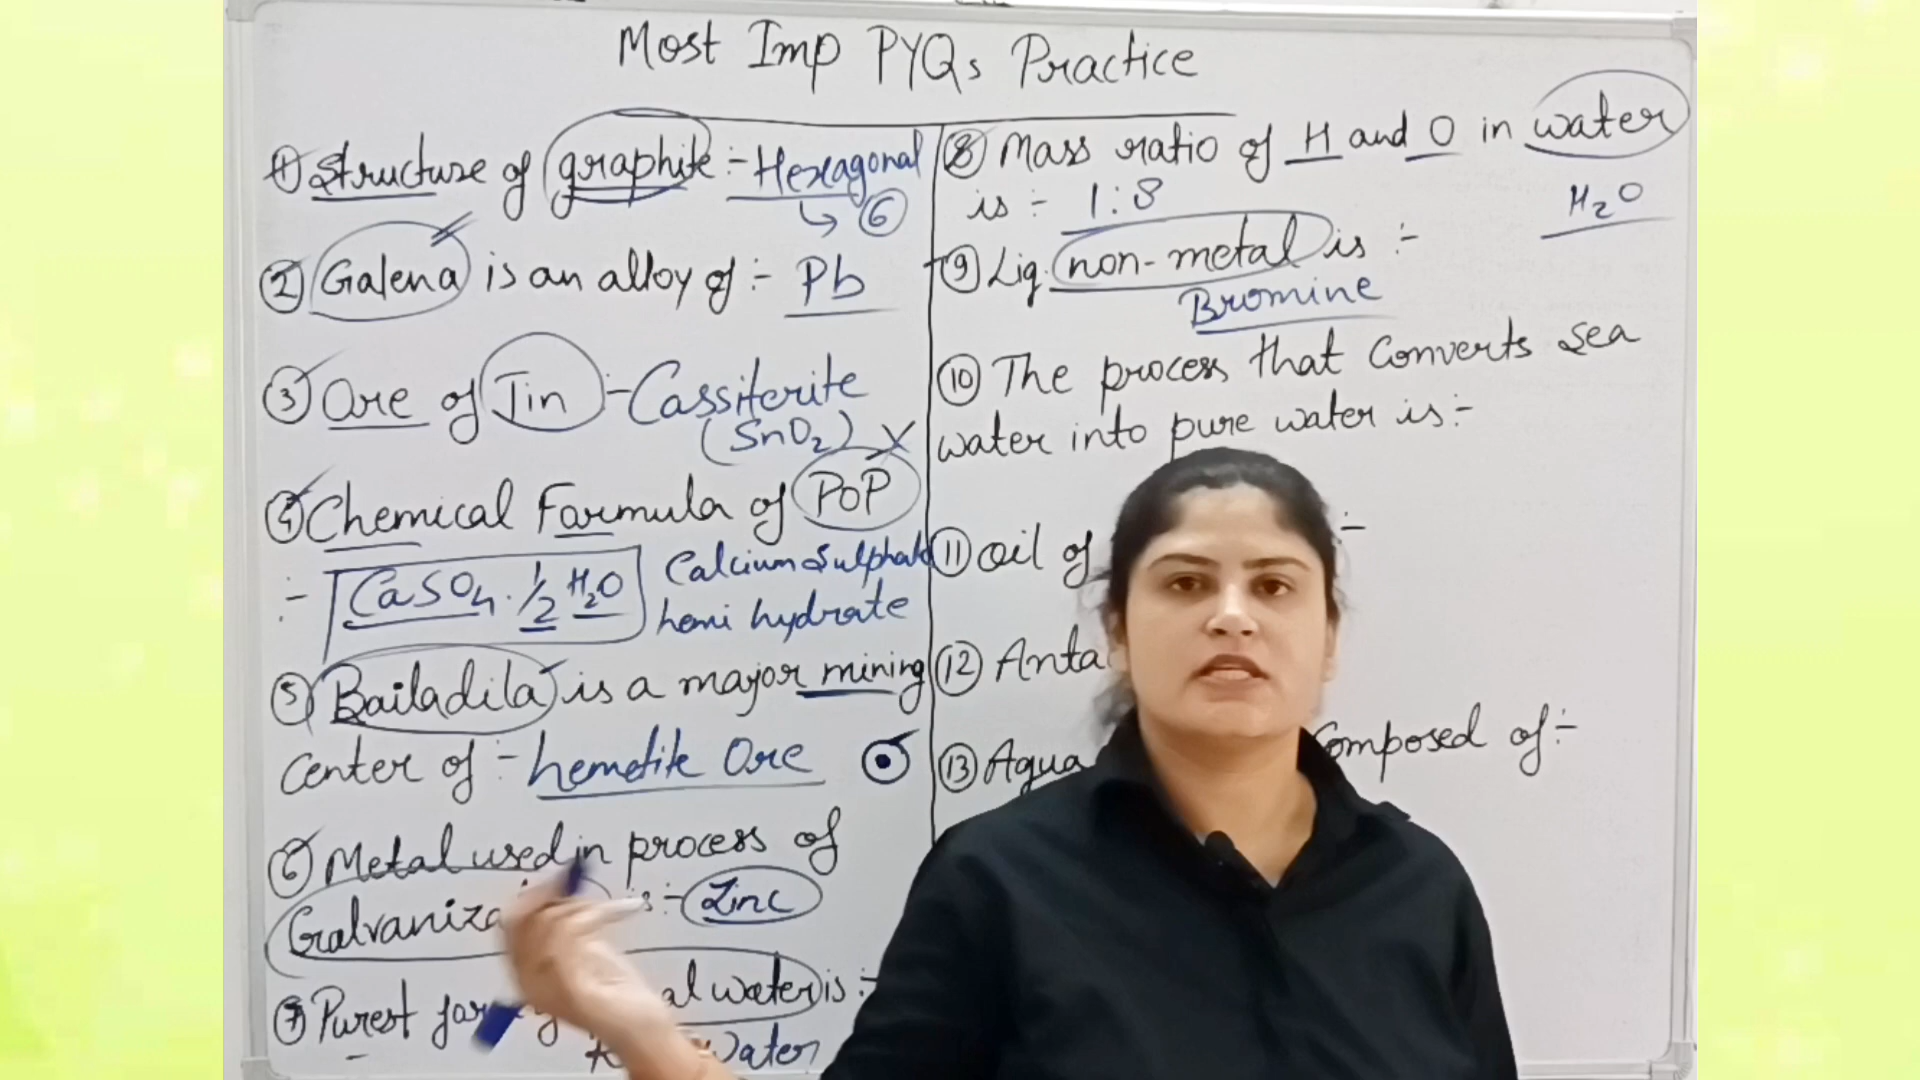 Most Imp PYQs Practice
① Structure of graphite :- Hexagonal
↳ ⑥
② Galena is an alloy of :- Pb
③ Ore of Tin :- Cassiterite
(SnO₂) X
④ Chemical Formula of POP
:- CaSO₄ . 1/2 H₂O Calcium Sulphate
hemi hydrate
⑤ Bailadila is a major mining
center of :- hemetite Ore
⑥ Metal used in process of
:- Zinc
⑦ Purest water is :-
Water
⑧ Mass ratio of H and O in water
is :- 1:8
H₂O
⑨ Liq. non-metal is :-
Bromine
⑩ The process that converts sea
water into pure water is :-
⑪ oil of :-
⑫ Anta
⑬ Aqua Composed of :-